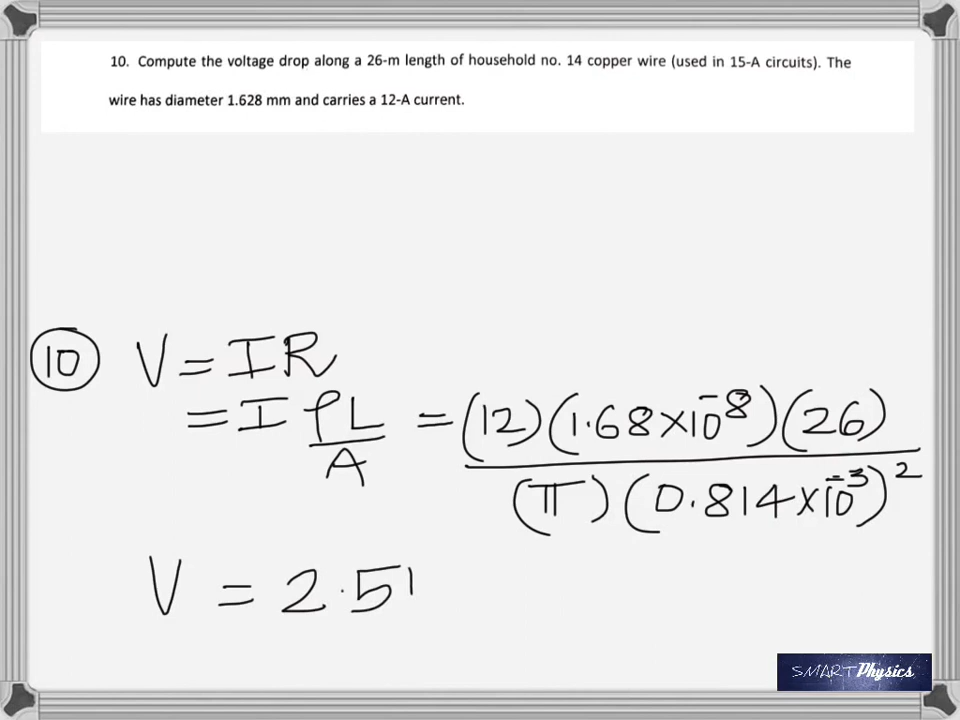 10. Compute the voltage drop along a 26-m length of household no. 14 copper wire (used in 15-A circuits). The
wire has diameter 1.628 mm and carries a 12-A current.
10 V = IR
= I ρL/A = (12)(1.68×10⁻⁸)(26) / (π)(0.814×10⁻³)²
V = 2.51
SMART Physics